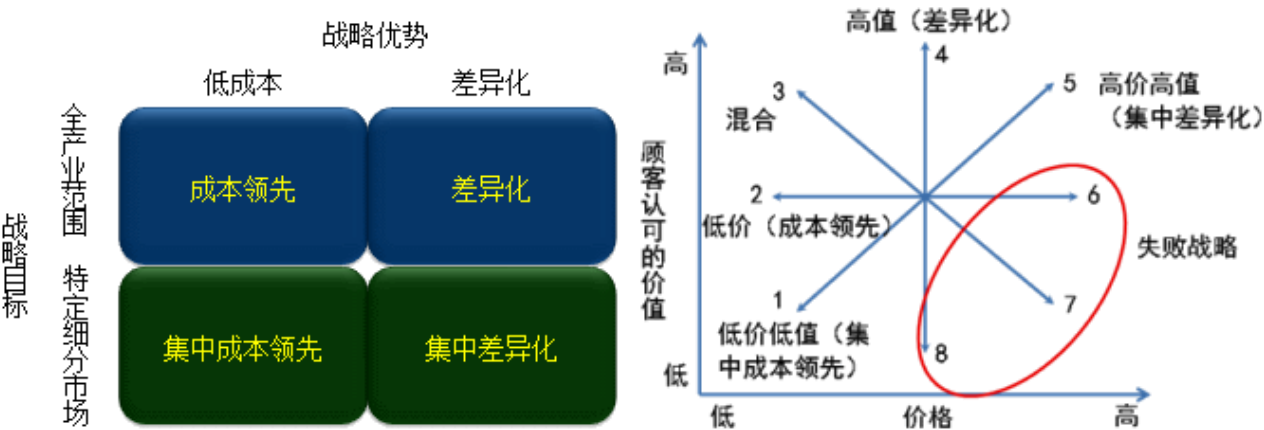 战略优势
低成本
差异化
全产业范围
特定细分市场
战略目标
成本领先
差异化
集中成本领先
集中差异化
高值（差异化）
4
高
3
混合
5
高价高值
（集中差异化）
顾客认可的价值
2
低价（成本领先）
6
失败战略
1
低价低值（集
中成本领先）
7
8
低
低
价格
高